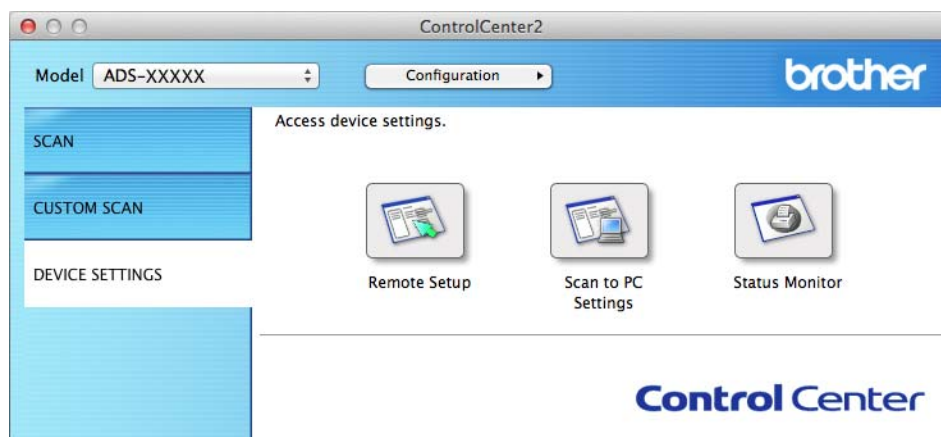 ControlCenter2
Model ADS-XXXXX Configuration brother
SCAN
CUSTOM SCAN
DEVICE SETTINGS
Access device settings.
Remote Setup
Scan to PC
Settings
Status Monitor
Control Center